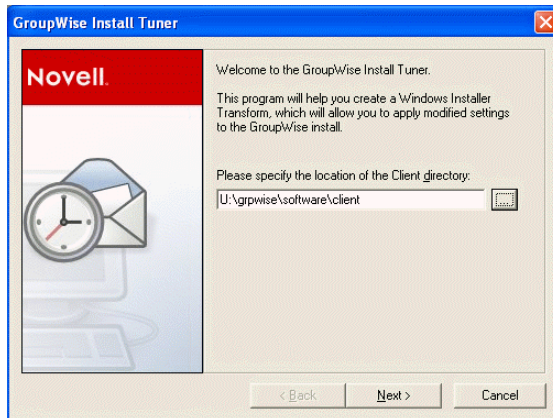 GroupWise Install Tuner
Novell.
Welcome to the GroupWise Install Tuner.
This program will help you create a Windows Installer
Transform, which will allow you to apply modified settings
to the GroupWise install.
Please specify the location of the Client directory:
U:\grpwise\software\client
...
< Back
Next >
Cancel